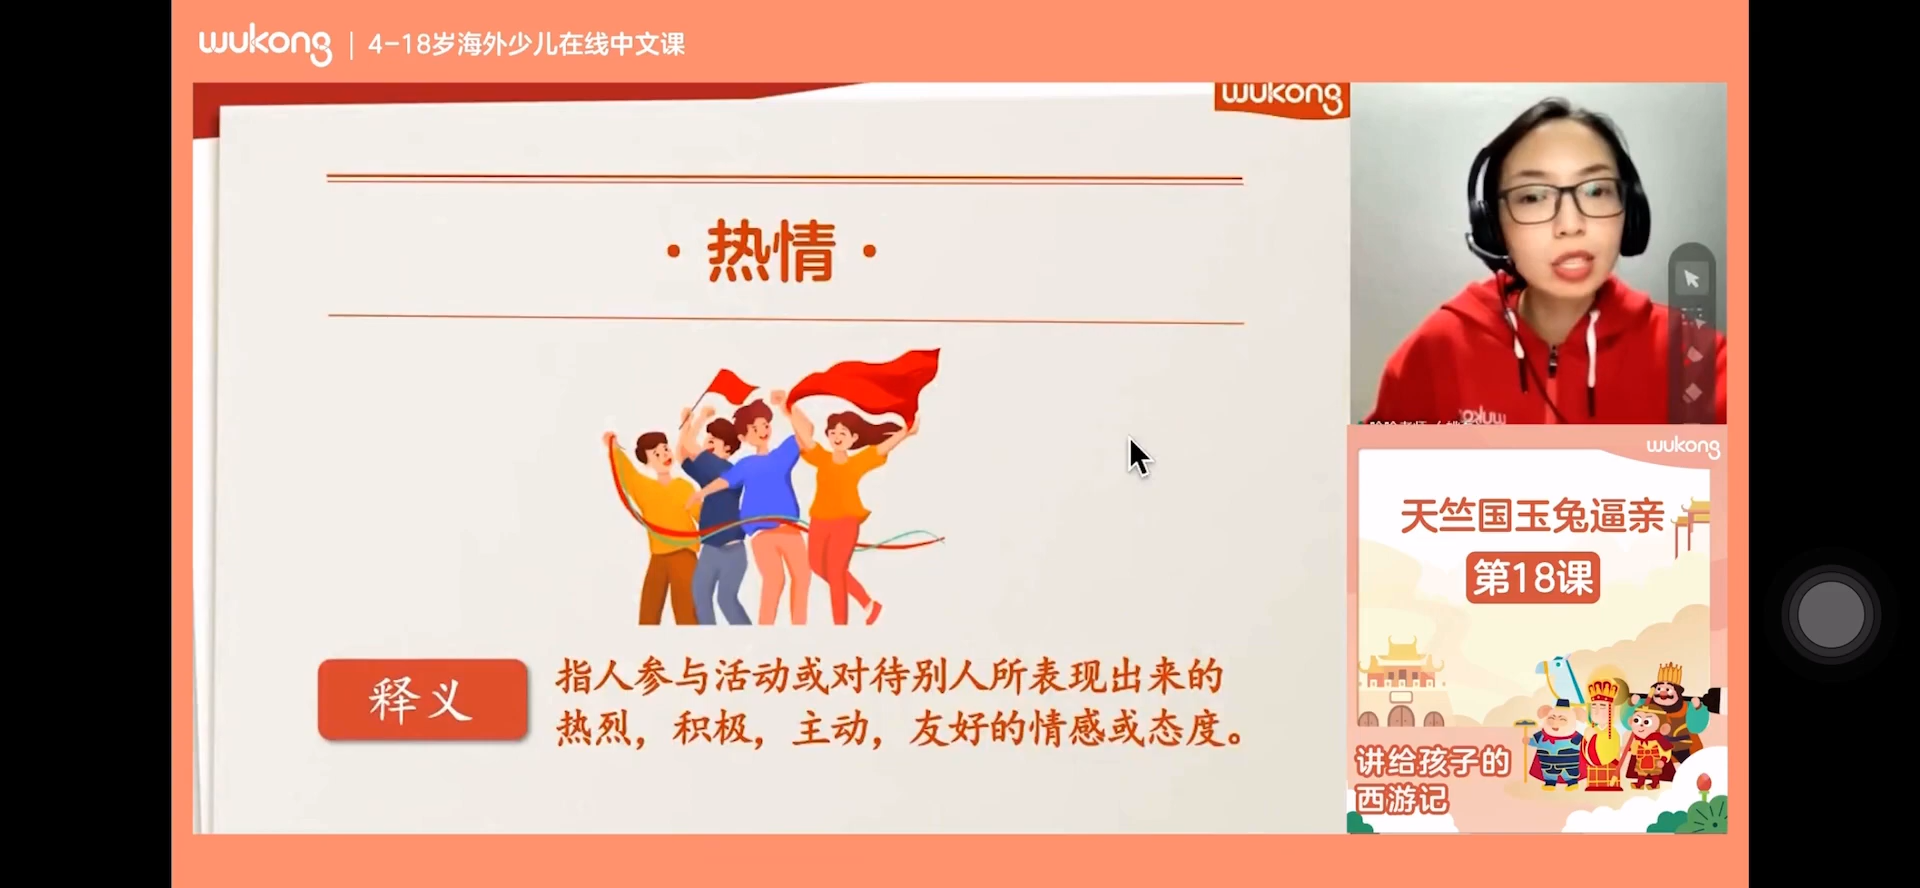 wukong | 4-18岁海外少儿在线中文课
wukong
·热情·
释义
指人参与活动或对待别人所表现出来的
热烈，积极，主动，友好的情感或态度。
wukong
天竺国玉兔逼亲
第18课
讲给孩子的
西游记